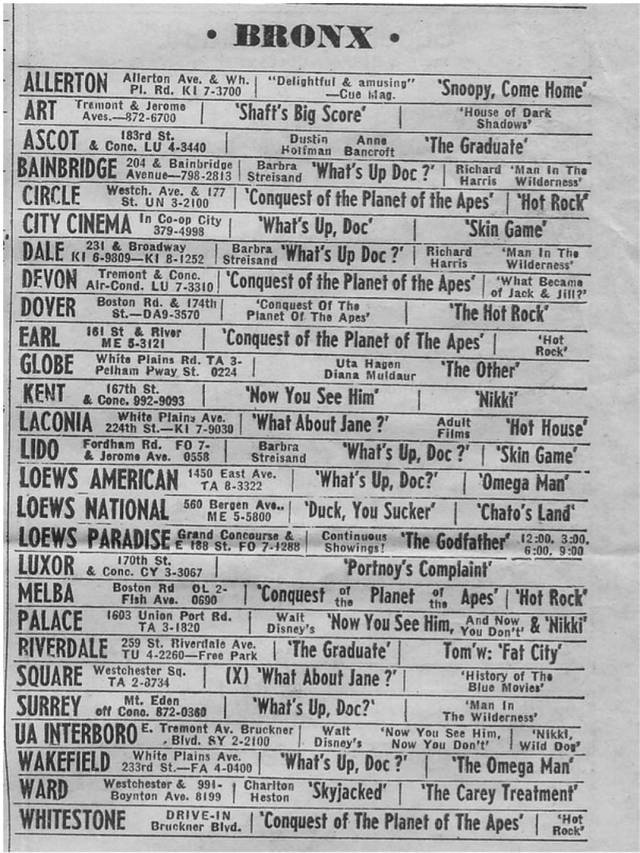 • BRONX •
ALLERTON Allerton Ave. & Wh. Pl. Rd. KI 7-3700 | "Delightful & amusing" —Cue Mag. 'Snoopy, Come Home'
ART Tremont & Jerome Aves.—872-6700 | 'Shaft's Big Score' | 'House of Dark Shadows'
ASCOT 183rd St. & Conc. LU 4-3440 | Dustin Hoffman Anne Bancroft 'The Graduate'
BAINBRIDGE 204 & Bainbridge Avenue—798-2813 | Barbra Streisand 'What's Up Doc ?' | Richard Harris 'Man In The Wilderness'
CIRCLE Westch. Ave. & 177 St. UN 3-2100 | 'Conquest of the Planet of the Apes' | 'Hot Rock'
CITY CINEMA In Co-op City 379-4998 | 'What's Up, Doc' | 'Skin Game'
DALE 231 & Broadway KI 6-9809—KI 8-1252 | Barbra Streisand 'What's Up Doc ?' | Richard Harris 'Man In The Wilderness'
DEVON Tremont & Conc. Air-Cond. LU 7-3310 | 'Conquest of the Planet of the Apes' | 'What Became of Jack & Jill?'
DOVER Boston Rd. & 174th St.—DA9-3570 | 'Conquest Of The Planet Of The Apes' | 'The Hot Rock'
EARL 161 St & River ME 5-3121 | 'Conquest of the Planet of The Apes' | 'Hot Rock'
GLOBE White Plains Rd. TA 3- Pelham Pway St. 0224 | Uta Hagen Diana Muldaur 'The Other'
KENT 167th St. & Conc. 992-9093 | 'Now You See Him' | 'Nikki'
LACONIA White Plains Ave. 224th St.—KI 7-9030 | 'What About Jane ?' | Adult Films 'Hot House'
LIDO Fordham Rd. FO 7- & Jerome Ave. 0558 | Barbra Streisand 'What's Up, Doc ?' | 'Skin Game'
LOEWS AMERICAN 1450 East Ave. TA 8-3322 | 'What's Up, Doc?' | 'Omega Man'
LOEWS NATIONAL 560 Bergen Ave.. ME 5-5800 | 'Duck, You Sucker' | 'Chato's Land'
LOEWS PARADISE Grand Concourse & E 188 St. FO 7-1288 | Continuous Showings! 'The Godfather' 12:00, 3:00, 6:00, 9:00
LUXOR 170th St. & Conc. CY 3-3067 | 'Portnoy's Complaint'
MELBA Boston Rd OL 2- Fish Ave. 0690 | 'Conquest of the Planet of the Apes' | 'Hot Rock'
PALACE 1603 Union Port Rd. TA 3-1820 | Walt Disney's 'Now You See Him, And Now You Don't' & 'Nikki'
RIVERDALE 259 St. Riverdale Ave. TU 4-2260—Free Park | 'The Graduate' | Tom'w: 'Fat City'
SQUARE Westchester Sq. TA 2-3734 | (X) 'What About Jane ?' | 'History of The Blue Movies'
SURREY Mt. Eden off Conc. 872-0360 | 'What's Up, Doc?' | 'Man In The Wilderness'
UA INTERBORO E. Tremont Av. Bruckner Blvd. SY 2-2100 | Walt Disney's 'Now You See Him, Now You Don't' | 'Nikki, Wild Dog'
WAKEFIELD White Plains Ave. 233rd St.—FA 4-0400 | 'What's Up, Doc ?' | 'The Omega Man'
WARD Westchester & 991- Boynton Ave. 8199 | Charlton Heston 'Skyjacked' | 'The Carey Treatment'
WHITESTONE DRIVE-IN Bruckner Blvd. | 'Conquest of The Planet of The Apes' | 'Hot Rock'